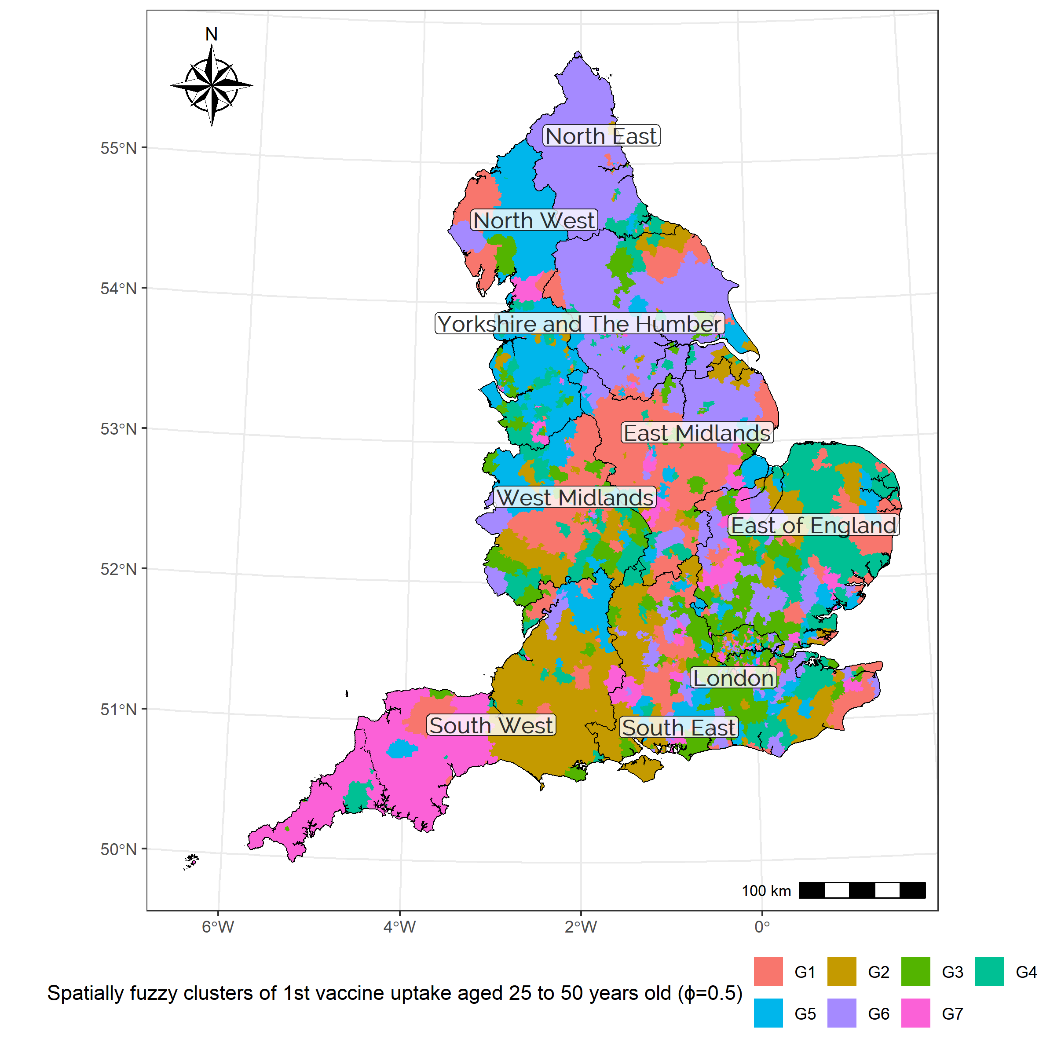 N
North East
55°N
North West
54°N
Yorkshire and The Humber
53°N
East Midlands
West Midlands
East of England
52°N
London
51°N
South West
South East
50°N
100 km
6°W
4°W
2°W
0°
G1
G2
G3
G4
Spatially fuzzy clusters of 1st vaccine uptake aged 25 to 50 years old (ϕ=0.5)
G5
G6
G7